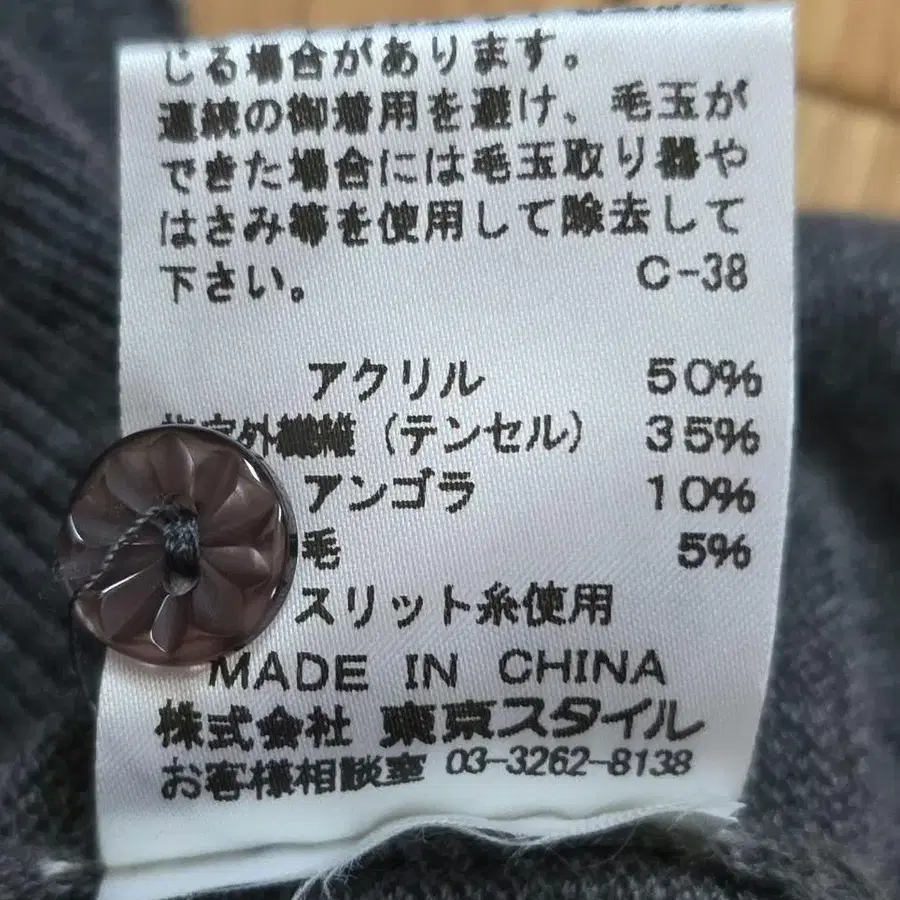 じる場合があります。
連続の御着用を避け、毛玉が
できた場合には毛玉取り器や
はさみ等を使用して除去して
下さい。 C-38
アクリル 50%
指定外繊維（テンセル） 35%
アンゴラ 10%
毛 5%
スリット糸使用
MADE IN CHINA
株式会社 東京スタイル
お客様相談室 03-3262-8138